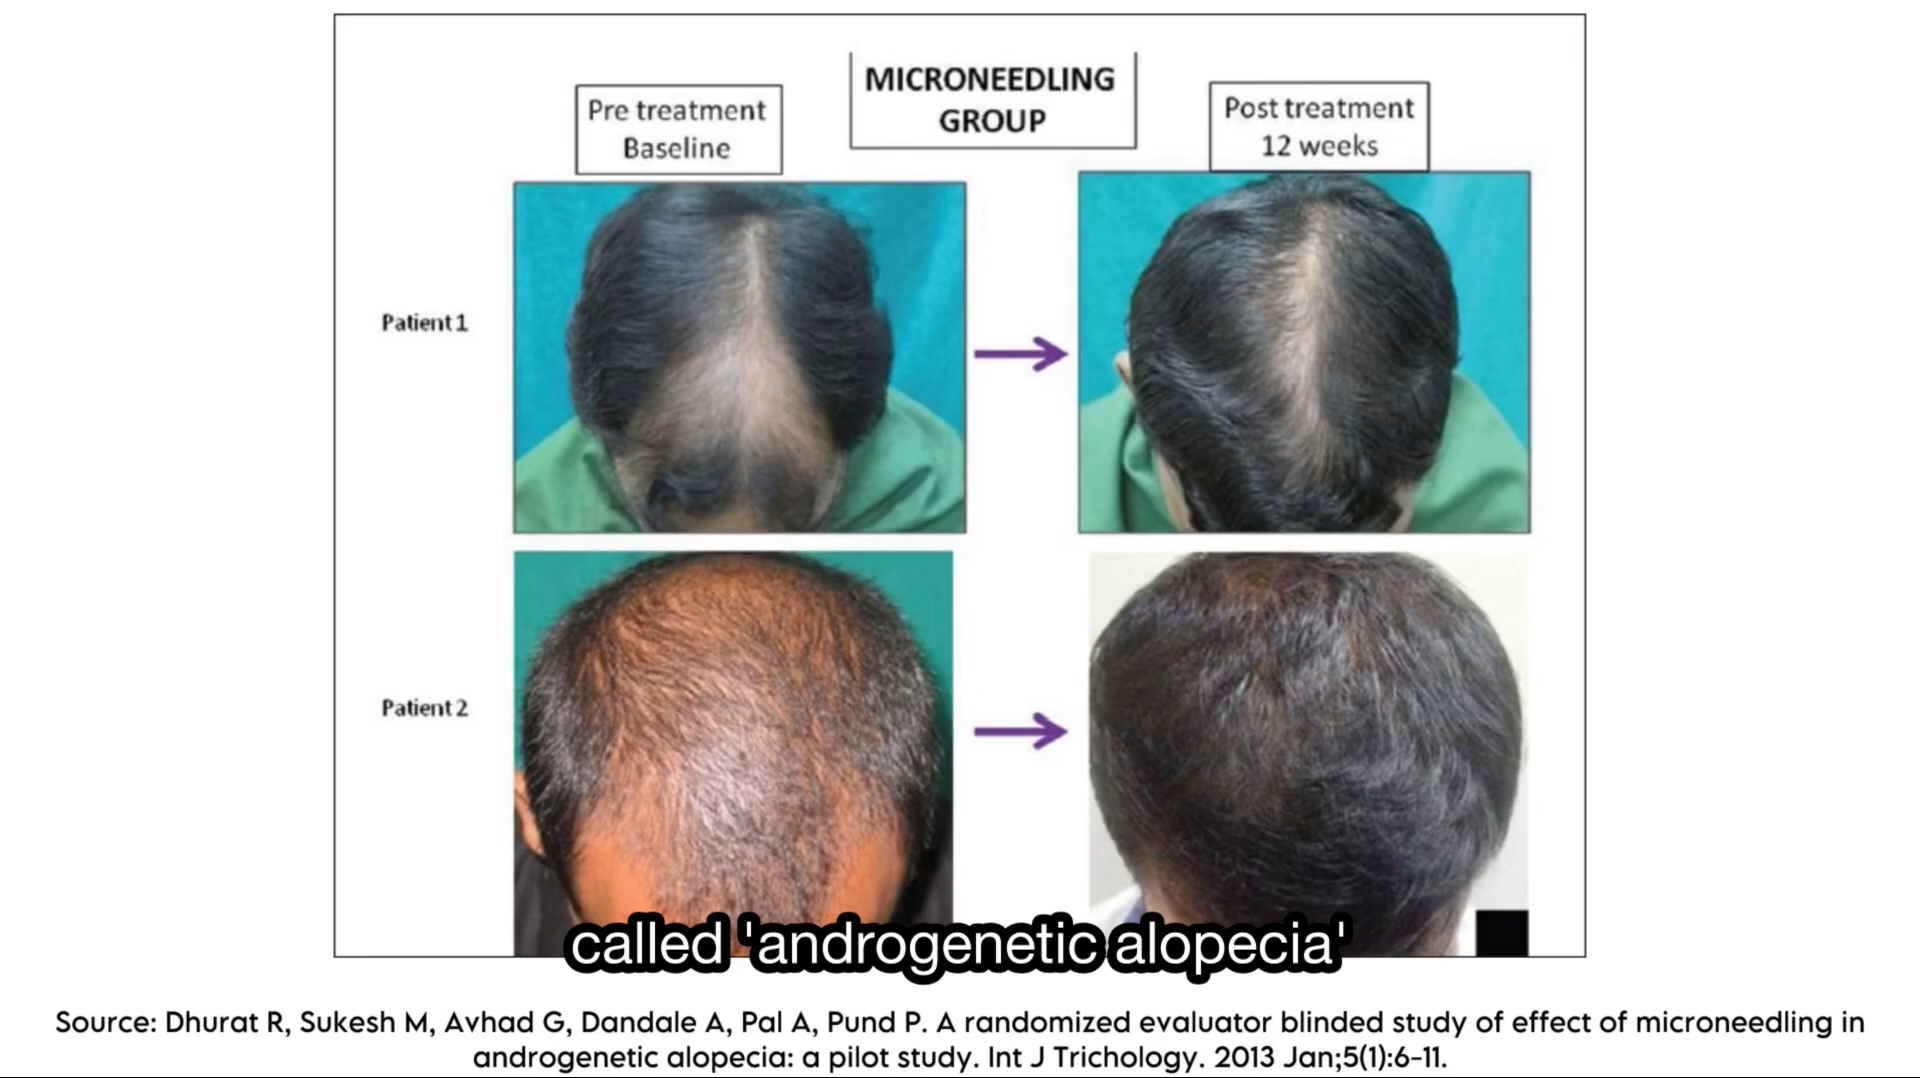 MICRONEEDLING
GROUP
Pre treatment
Baseline
Post treatment
12 weeks
Patient 1
Patient 2
called 'androgenetic alopecia'
Source: Dhurat R, Sukesh M, Avhad G, Dandale A, Pal A, Pund P. A randomized evaluator blinded study of effect of microneedling in
androgenetic alopecia: a pilot study. Int J Trichology. 2013 Jan;5(1):6-11.